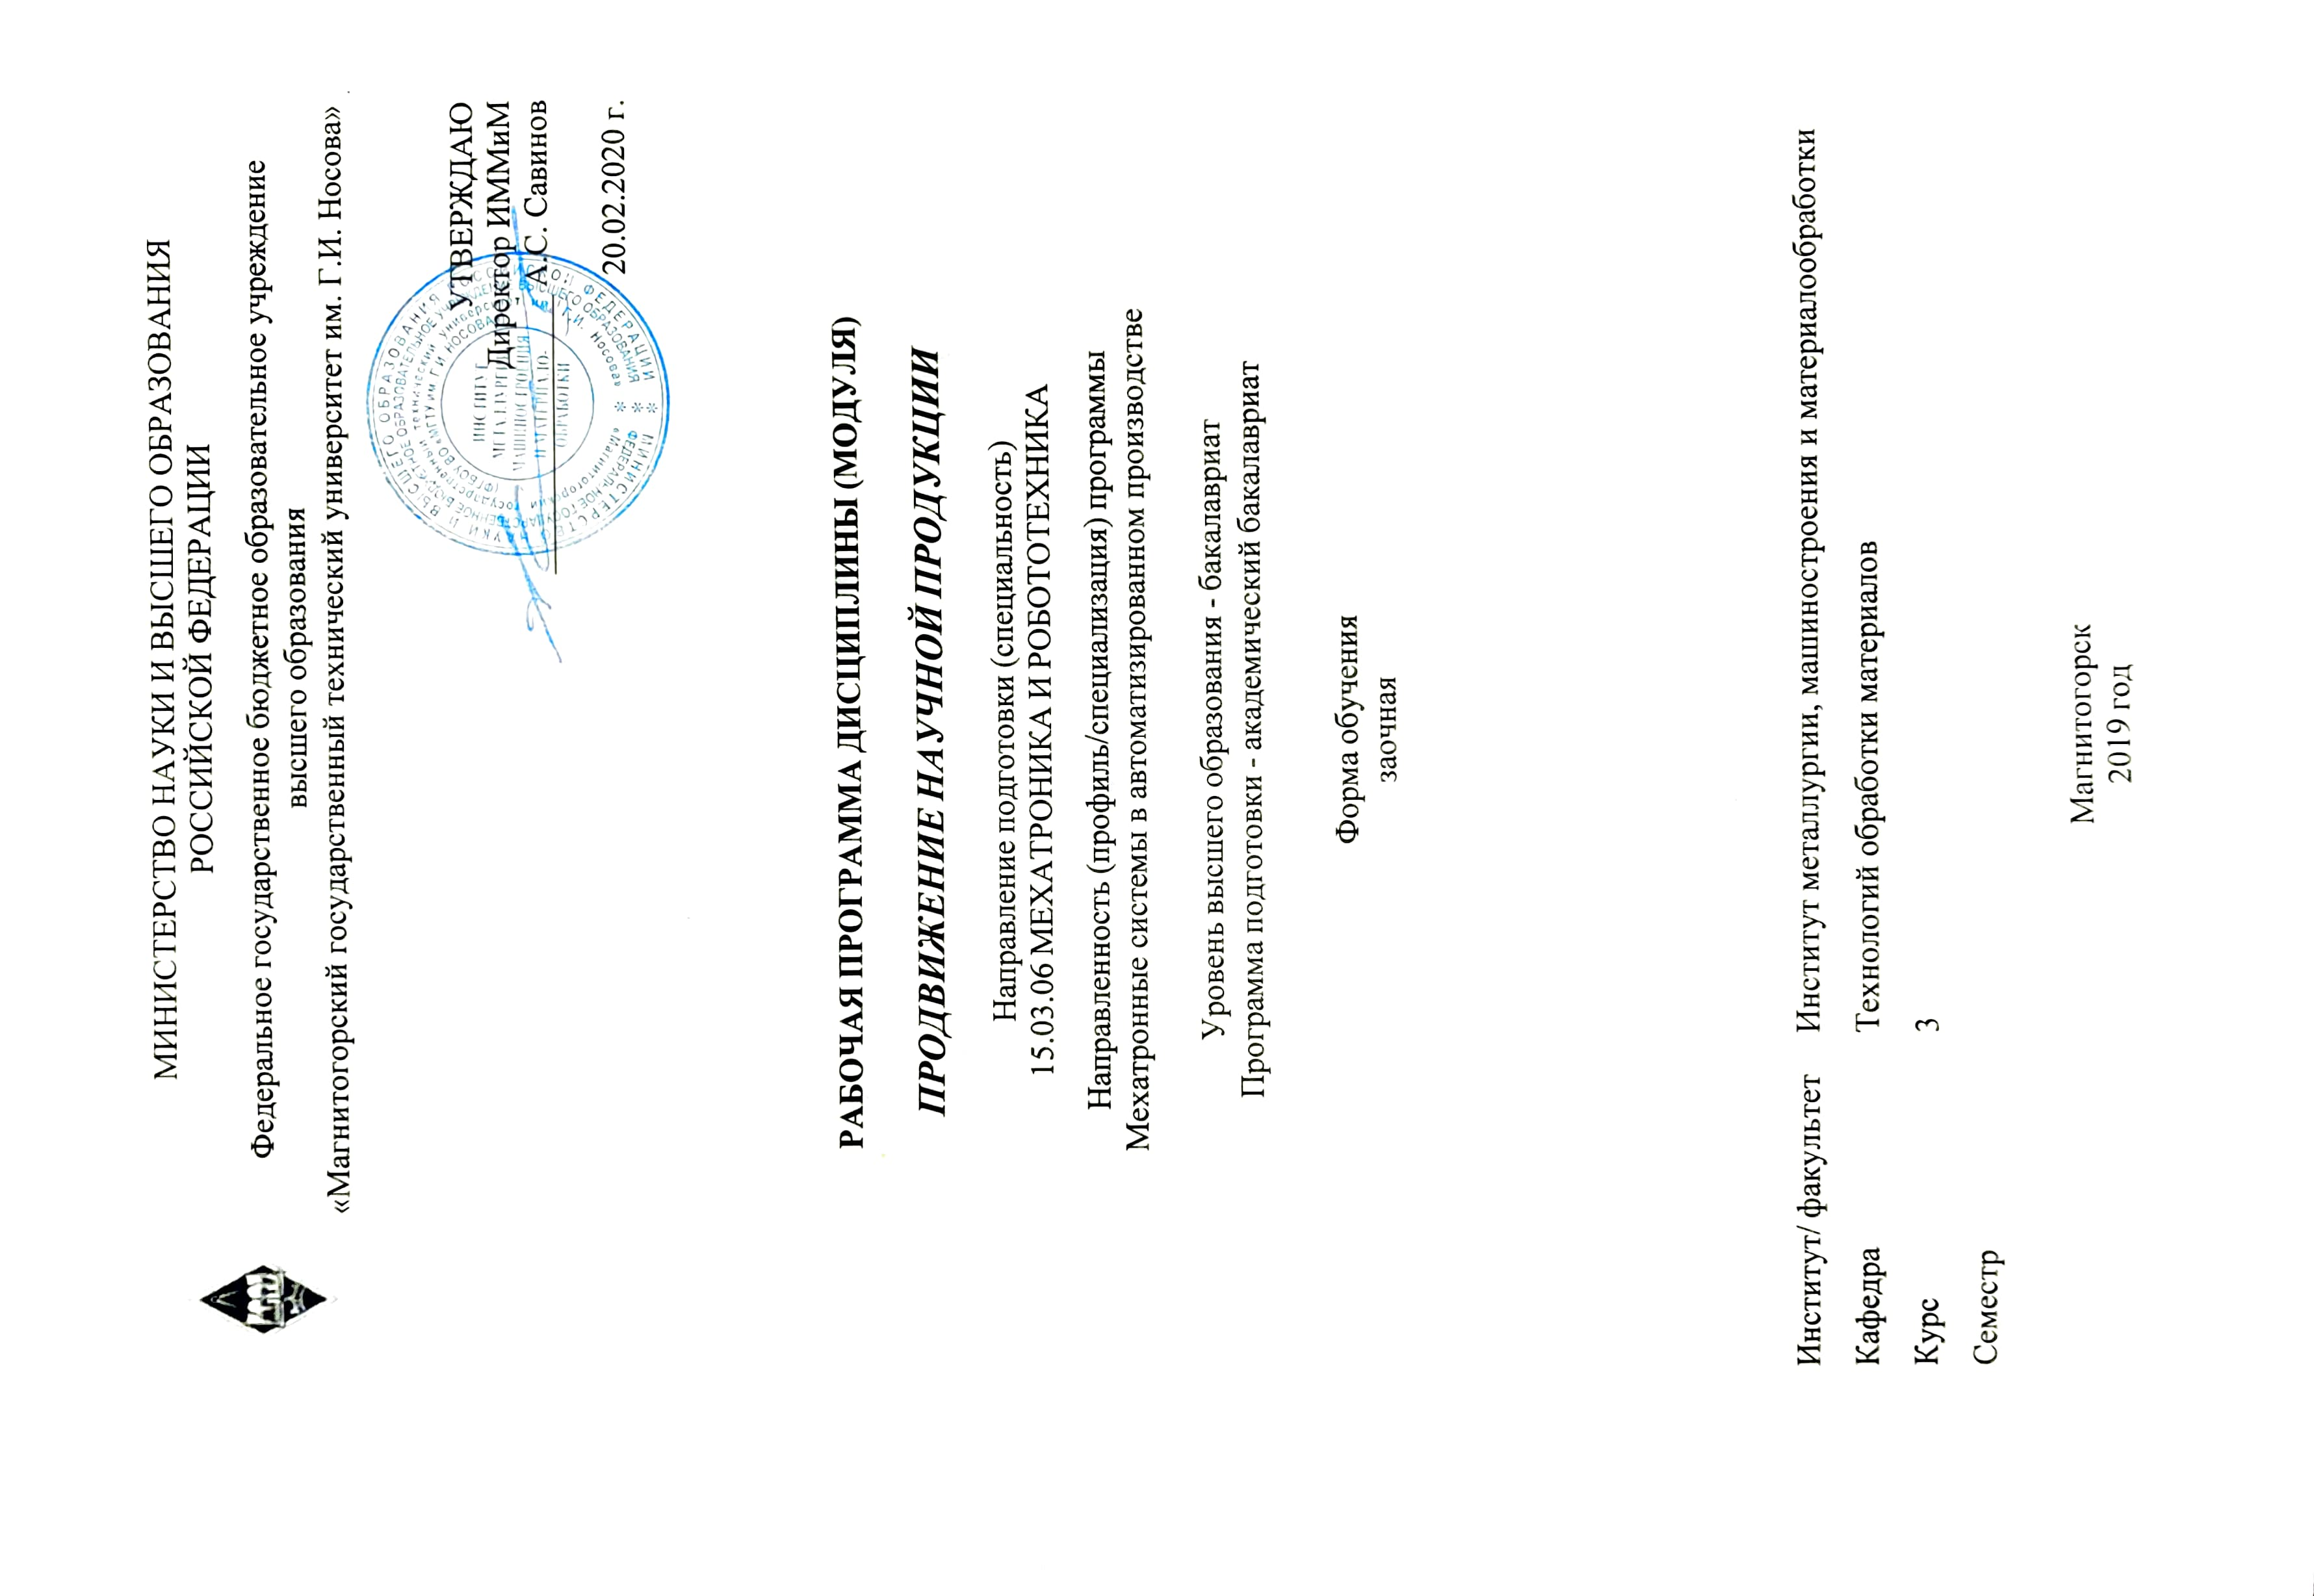 МИНИСТЕРСТВО НАУКИ И ВЫСШЕГО ОБРАЗОВАНИЯ
РОССИЙСКОЙ ФЕДЕРАЦИИ
Федеральное государственное бюджетное образовательное учреждение
высшего образования
«Магнитогорский государственный технический университет им. Г.И. Носова»
УТВЕРЖДАЮ
Директор ИММиМ
А.С. Савинов
20.02.2020 г.
РАБОЧАЯ ПРОГРАММА ДИСЦИПЛИНЫ (МОДУЛЯ)
ПРОДВИЖЕНИЕ НАУЧНОЙ ПРОДУКЦИИ
Направление подготовки (специальность)
15.03.06 МЕХАТРОНИКА И РОБОТОТЕХНИКА
Направленность (профиль/специализация) программы
Мехатронные системы в автоматизированном производстве
Уровень высшего образования - бакалавриат
Программа подготовки - академический бакалавриат
Форма обучения
заочная
Институт/ факультет Институт металлургии, машиностроения и материалообработки
Кафедра Технологий обработки материалов
Курс 3
Семестр
Магнитогорск
2019 год